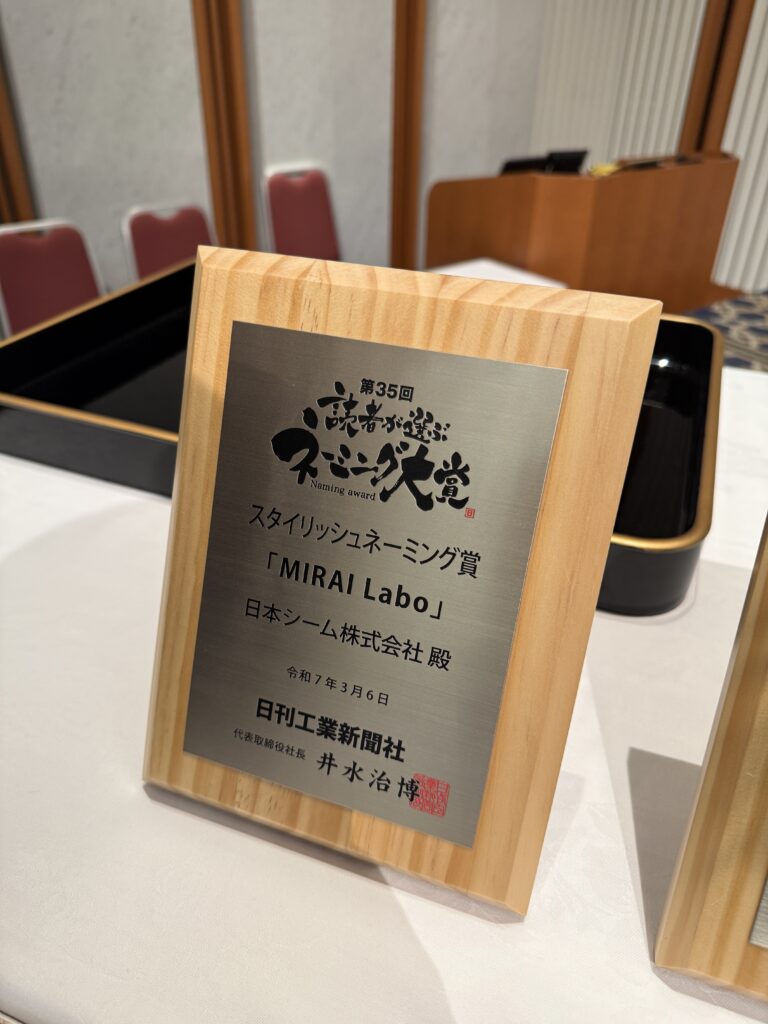 第35回
読者が選ぶ
ネーミング大賞
Naming award
スタイリッシュネーミング賞
「MIRAI Labo」
日本シーム株式会社 殿
令和7年3月6日
日刊工業新聞社
代表取締役社長 井水治博